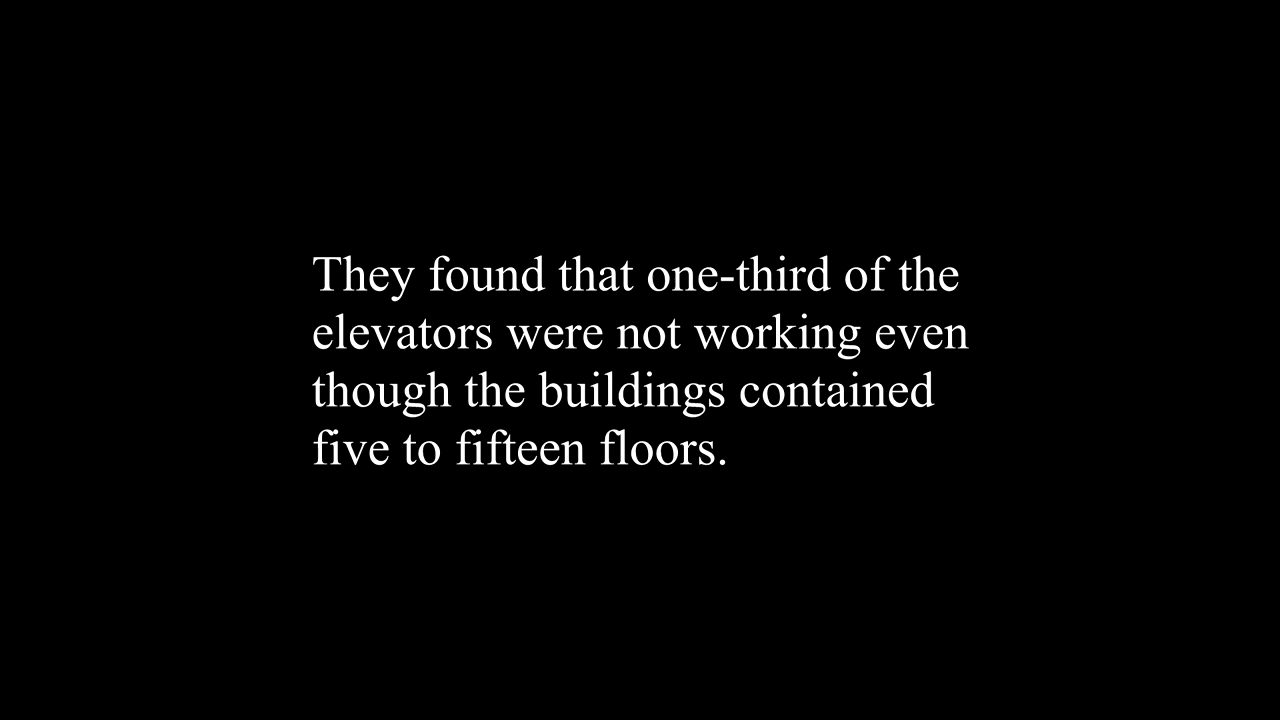 They found that one-third of the
elevators were not working even
though the buildings contained
five to fifteen floors.